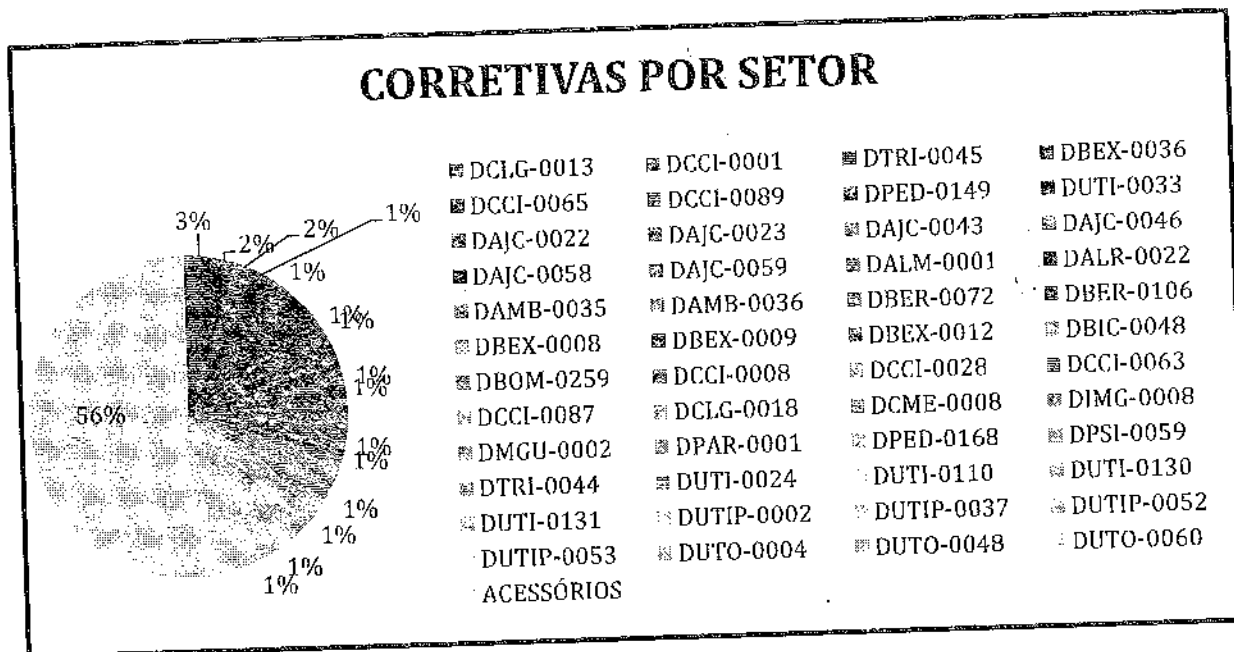 CORRETIVAS POR SETOR
DCLG-0013 DCCI-0001 DTRI-0045 DBEX-0036
DCCI-0065 DCCI-0089 DPED-0149 DUTI-0033
DAJC-0022 DAJC-0023 DAJC-0043 DAJC-0046
DAJC-0058 DAJC-0059 DALM-0001 DALR-0022
DAMB-0035 DAMB-0036 DBER-0072 DBER-0106
DBEX-0008 DBEX-0009 DBEX-0012 DBIC-0048
DBOM-0259 DCCI-0008 DCCI-0028 DCCI-0063
DCCI-0087 DCLG-0018 DCME-0008 DIMG-0008
DMGU-0002 DPAR-0001 DPED-0168 DPSI-0059
DTRI-0044 DUTI-0024 DUTI-0110 DUTI-0130
DUTI-0131 DUTIP-0002 DUTIP-0037 DUTIP-0052
DUTIP-0053 DUTO-0004 DUTO-0048 DUTO-0060
ACESSÓRIOS
3%
2%
2%
1%
1%
1%
1%
1%
1%
1%
1%
1%
1%
1%
1%
56%